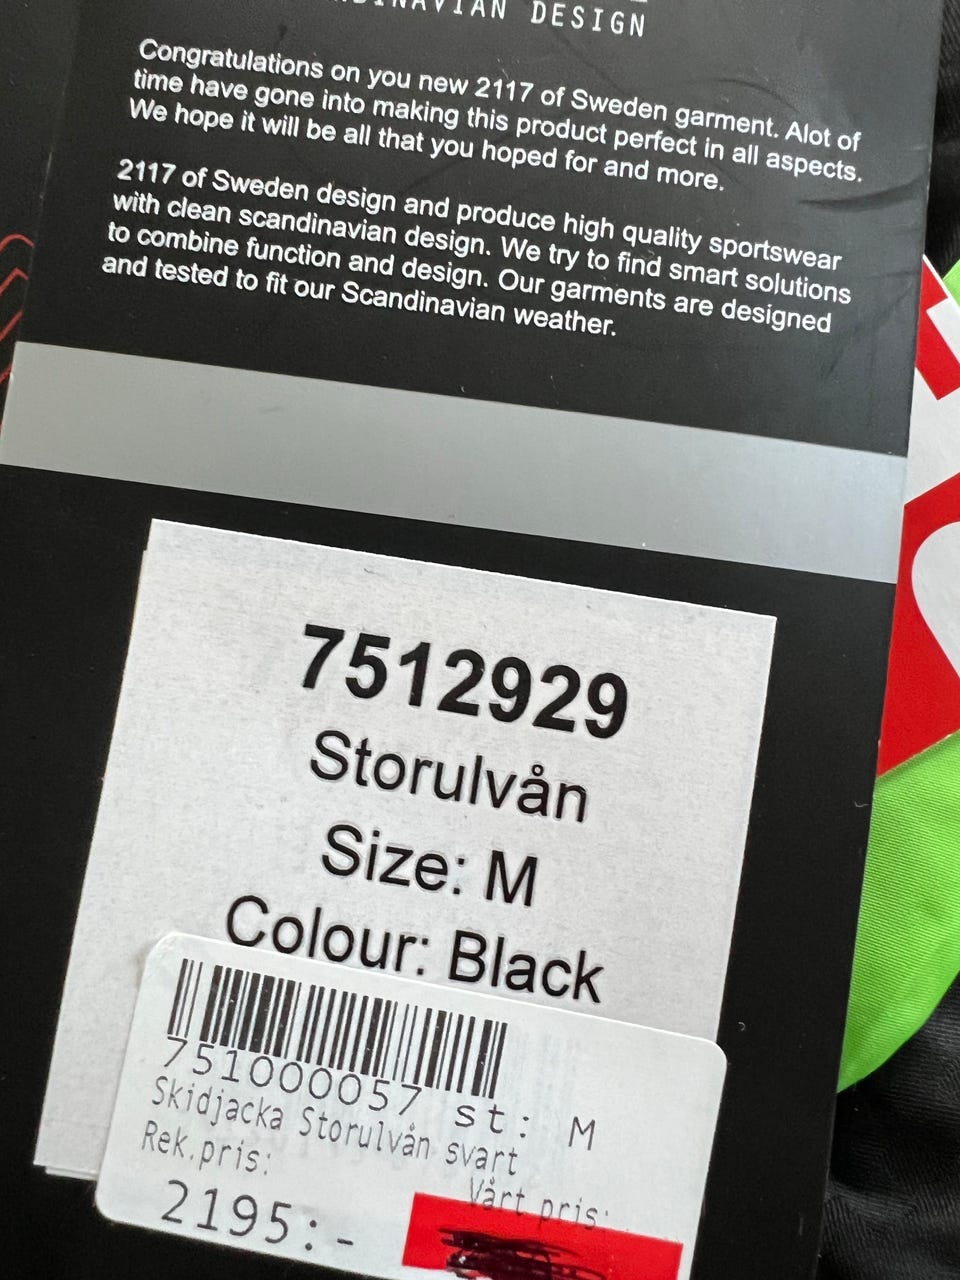 DESIGN
Congratulations on you new 2117 of Sweden garment. Alot of
time have gone into making this product perfect in all aspects.
We hope it will be all that you hoped for and more.
2117 of Sweden design and produce high quality sportswear
with clean scandinavian design. We try to find smart solutions
to combine function and design. Our garments are designed
and tested to fit our Scandinavian weather.
7512929
Storulvån
Size: M
Colour: Black
751000057 st: M
Skidjacka Storulvån svart
Rek.pris: Vårt pris:
2195:-